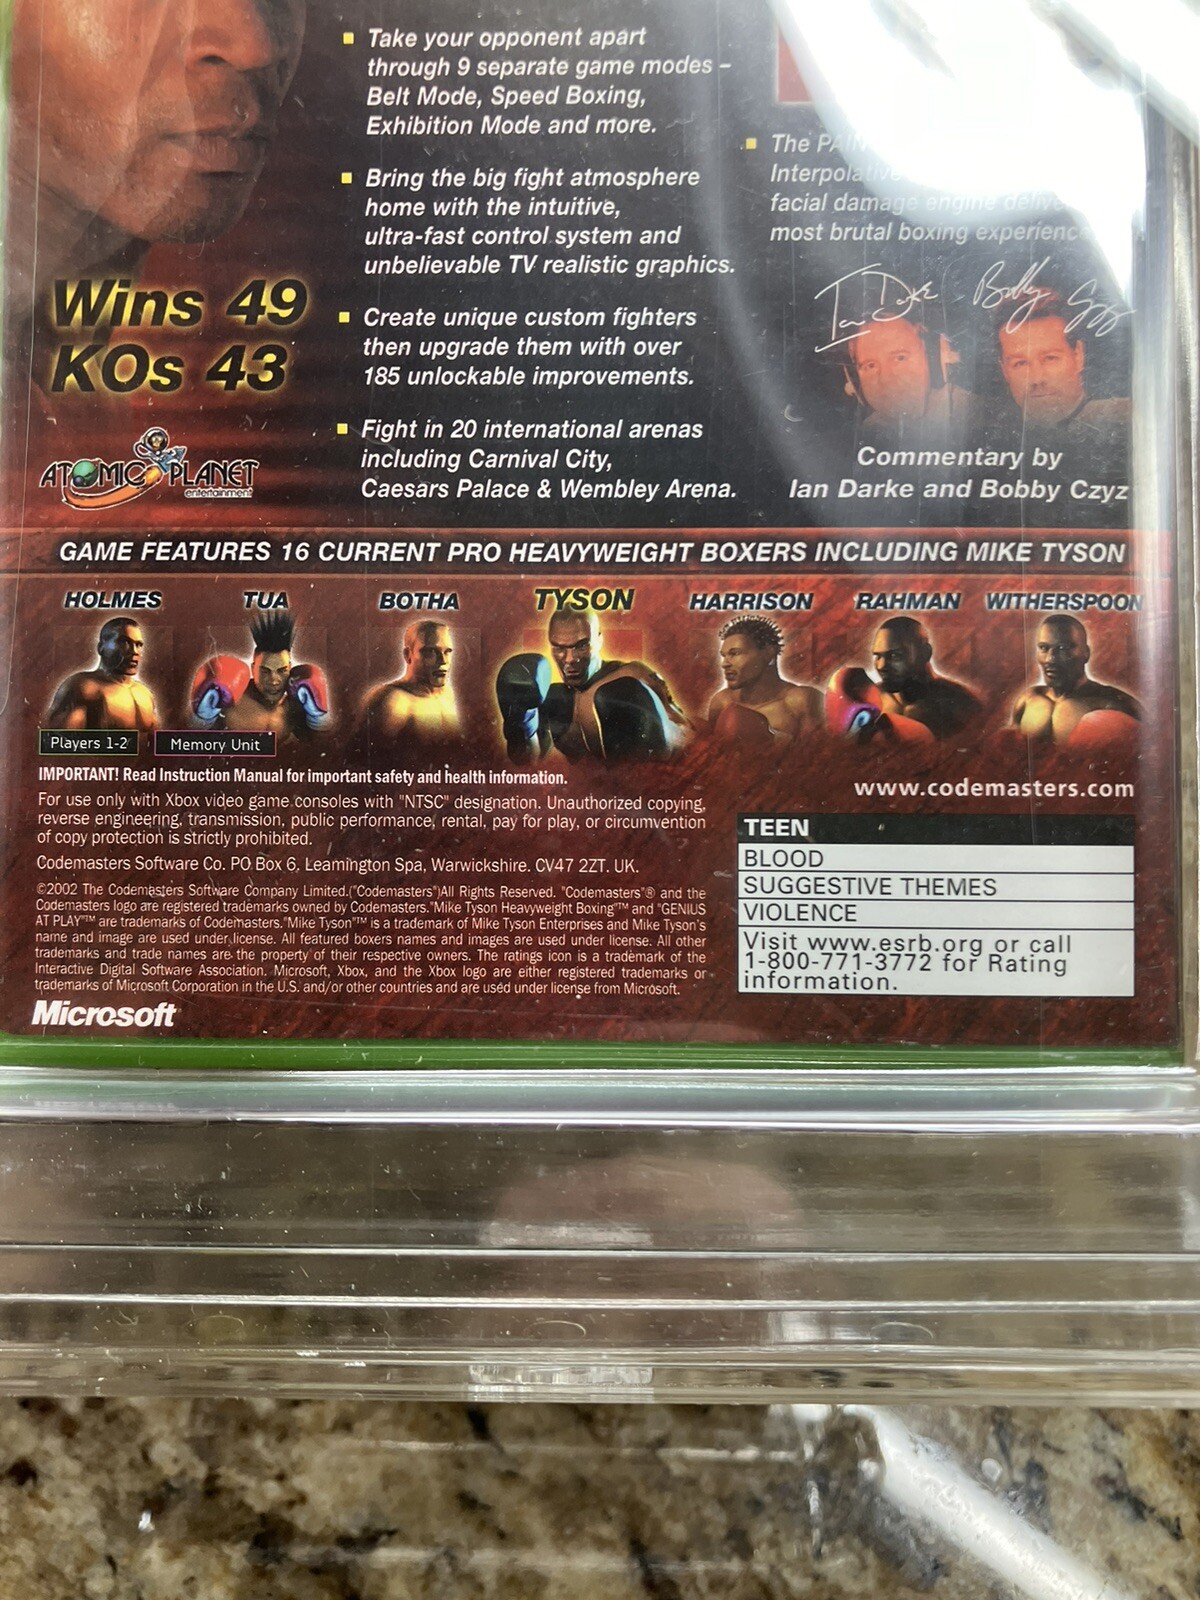 Take your opponent apart
through 9 separate game modes –
Belt Mode, Speed Boxing,
Exhibition Mode and more.
Bring the big fight atmosphere
home with the intuitive,
ultra-fast control system and
unbelievable TV realistic graphics.
Create unique custom fighters
then upgrade them with over
185 unlockable improvements.
Fight in 20 international arenas
including Carnival City,
Caesars Palace & Wembley Arena.
The
Interpolative
facial damage engine
most brutal boxing experience
Wins 49
KOs 43
ATOMIC PLANET
entertainment
Ian Darke Bobby Czyz
Commentary by
Ian Darke and Bobby Czyz
GAME FEATURES 16 CURRENT PRO HEAVYWEIGHT BOXERS INCLUDING MIKE TYSON
HOLMES TUA BOTHA TYSON HARRISON RAHMAN WITHERSPOON
Players 1-2 Memory Unit
IMPORTANT! Read Instruction Manual for important safety and health information.
For use only with Xbox video game consoles with "NTSC" designation. Unauthorized copying,
reverse engineering, transmission, public performance, rental, pay for play, or circumvention
of copy protection is strictly prohibited.
Codemasters Software Co. PO Box 6. Leamington Spa, Warwickshire. CV47 2ZT. UK.
©2002 The Codemasters Software Company Limited.("Codemasters")All Rights Reserved. "Codemasters"® and the
Codemasters logo are registered trademarks owned by Codemasters."Mike Tyson Heavyweight Boxing"™ and "GENIUS
AT PLAY"™ are trademarks of Codemasters."Mike Tyson"™ is a trademark of Mike Tyson Enterprises and Mike Tyson's
name and image are used under license. All featured boxers names and images are used under license. All other
trademarks and trade names are the property of their respective owners. The ratings icon is a trademark of the
Interactive Digital Software Association. Microsoft, Xbox, and the Xbox logo are either registered trademarks or
trademarks of Microsoft Corporation in the U.S. and/or other countries and are used under license from Microsoft.
Microsoft
www.codemasters.com
TEEN
BLOOD
SUGGESTIVE THEMES
VIOLENCE
Visit www.esrb.org or call
1-800-771-3772 for Rating
information.